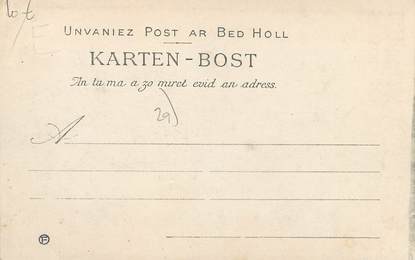 UNVANIEZ POST AR BED HOLL
KARTEN-BOST
An tu ma a zo miret evid an adress.
29)
A